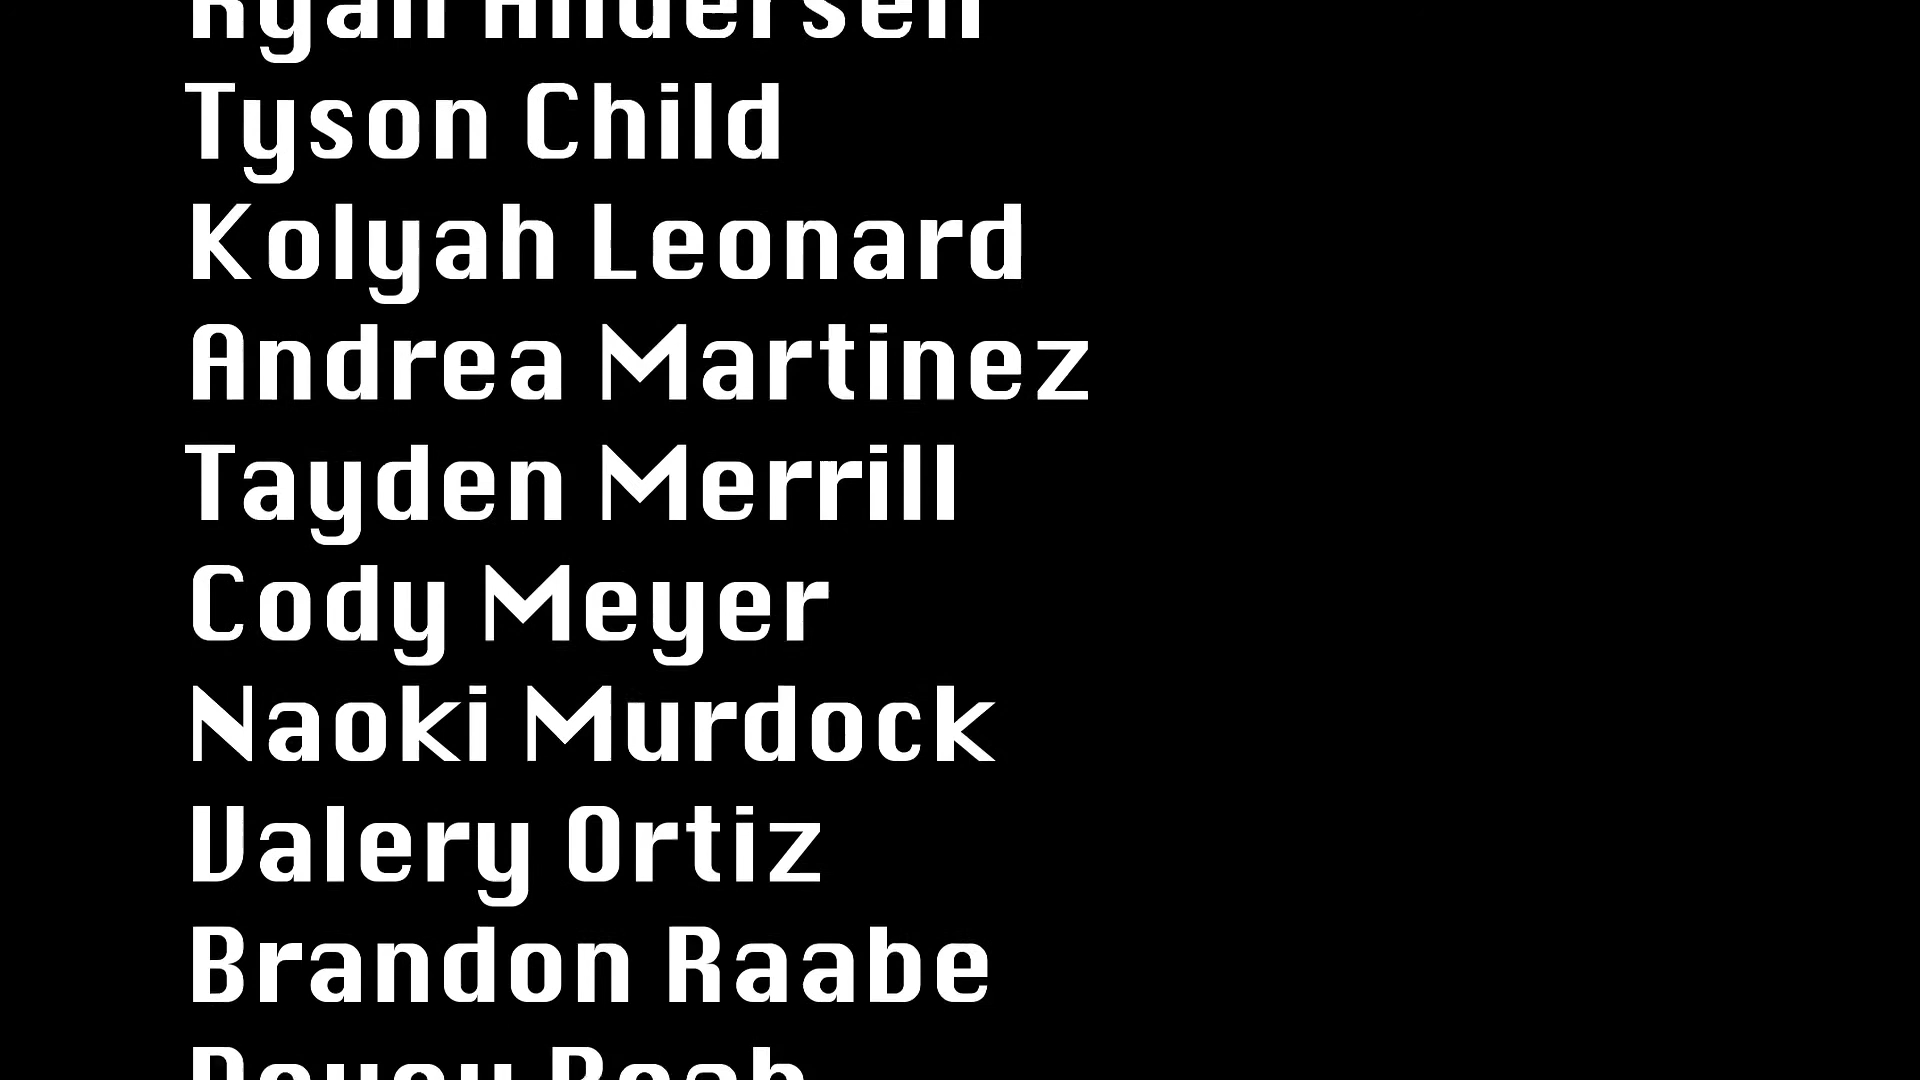 Ryan Andersen
Tyson Child
Kolyah Leonard
Andrea Martinez
Tayden Merrill
Cody Meyer
Naoki Murdock
Valery Ortiz
Brandon Raabe